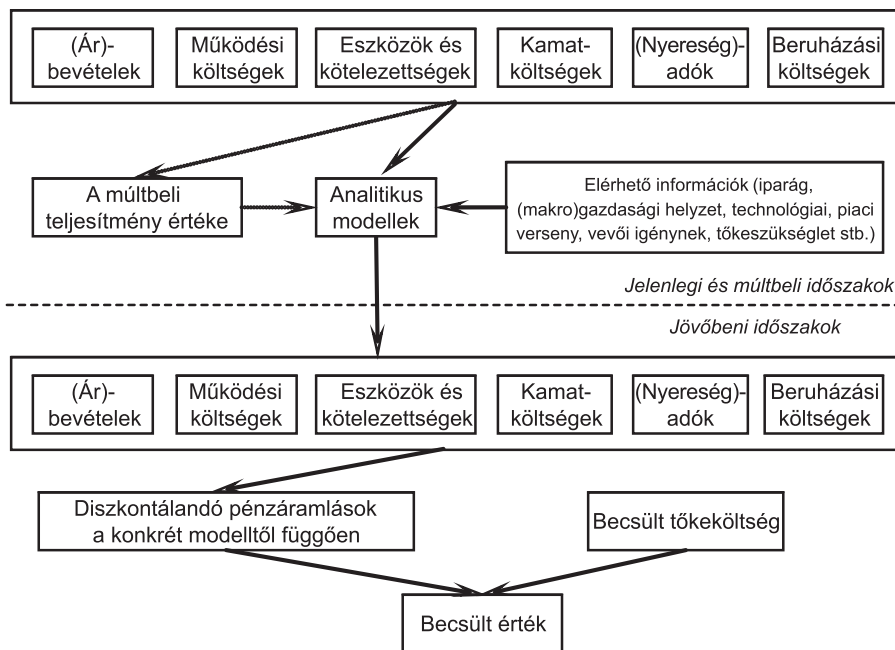 (Ár)-
bevételek
Működési
költségek
Eszközök és
kötelezettségek
Kamat-
költségek
(Nyereség)-
adók
Beruházási
költségek
A múltbeli
teljesítmény értéke
Analitikus
modellek
Elérhető információk (iparág,
(makro)gazdasági helyzet, technológiai, piaci
verseny, vevői igénynek, tőkeszükséglet stb.)
Jelenlegi és múltbeli időszakok
Jövőbeni időszakok
(Ár)-
bevételek
Működési
költségek
Eszközök és
kötelezettségek
Kamat-
költségek
(Nyereség)-
adók
Beruházási
költségek
Diszkontálandó pénzáramlások
a konkrét modelltől függően
Becsült tőkeköltség
Becsült érték